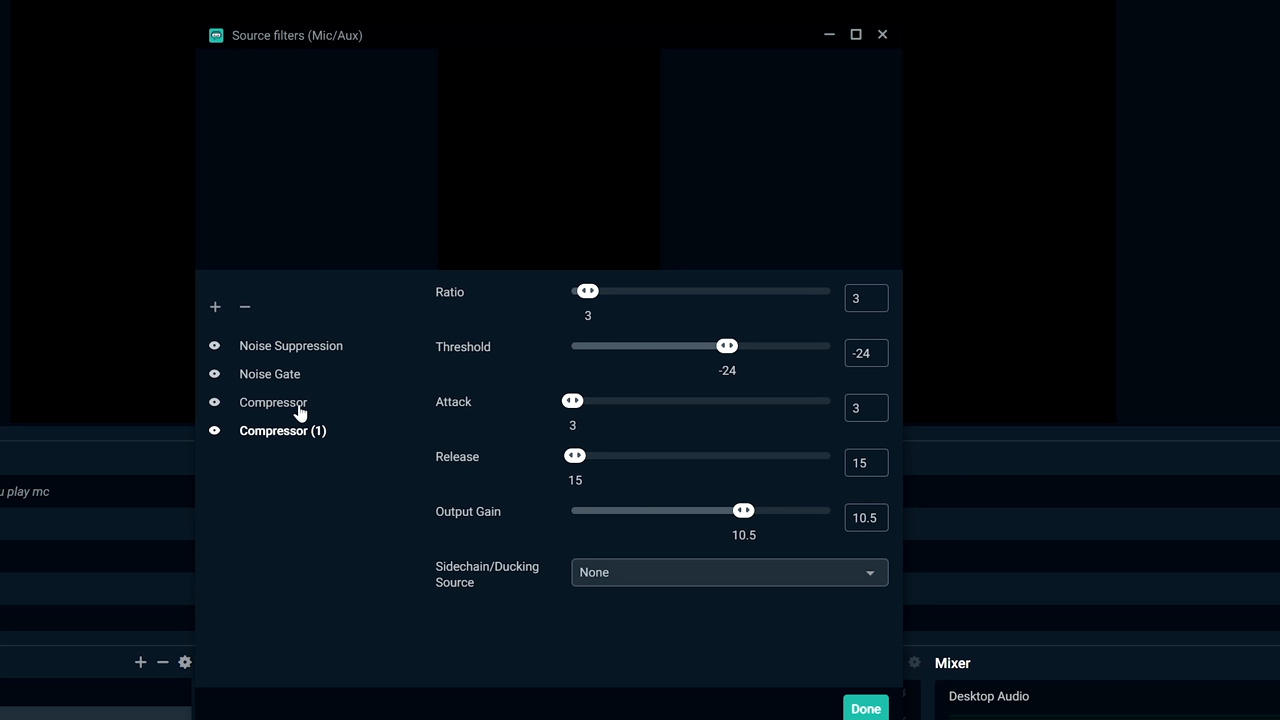 Source filters (Mic/Aux)
Ratio
3
3
Noise Suppression
Threshold
-24
-24
Noise Gate
Compressor
Attack
3
3
Compressor (1)
Release
15
15
u play mc
Output Gain
10.5
10.5
Sidechain/Ducking
Source
None
Mixer
Desktop Audio
Done